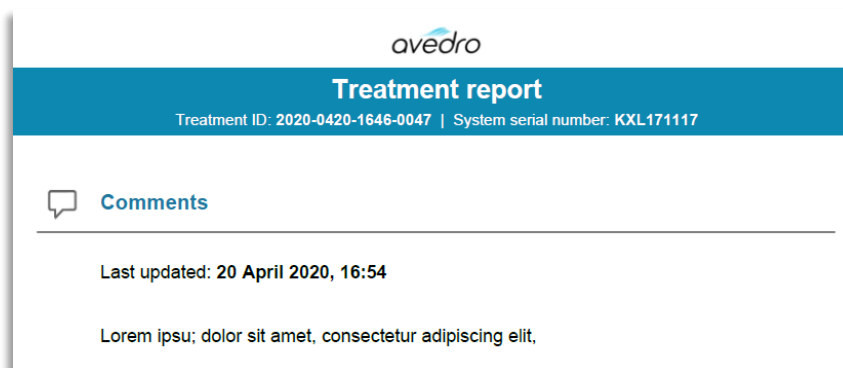 avedro
Treatment report
Treatment ID: 2020-0420-1646-0047 | System serial number: KXL171117
Comments
Last updated: 20 April 2020, 16:54
Lorem ipsu; dolor sit amet, consectetur adipiscing elit,